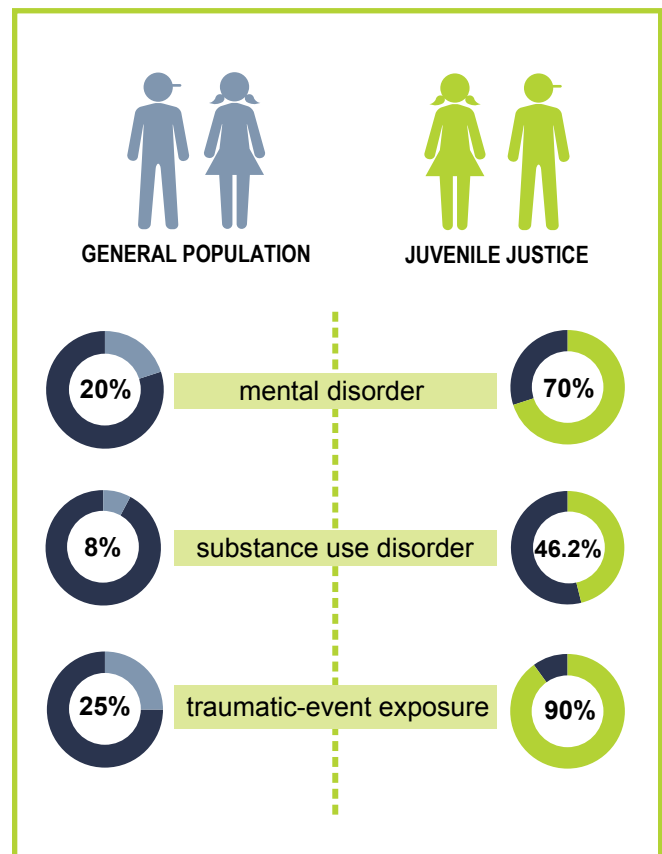 GENERAL POPULATION
JUVENILE JUSTICE
20%
mental disorder
70%
8%
substance use disorder
46.2%
25%
traumatic-event exposure
90%